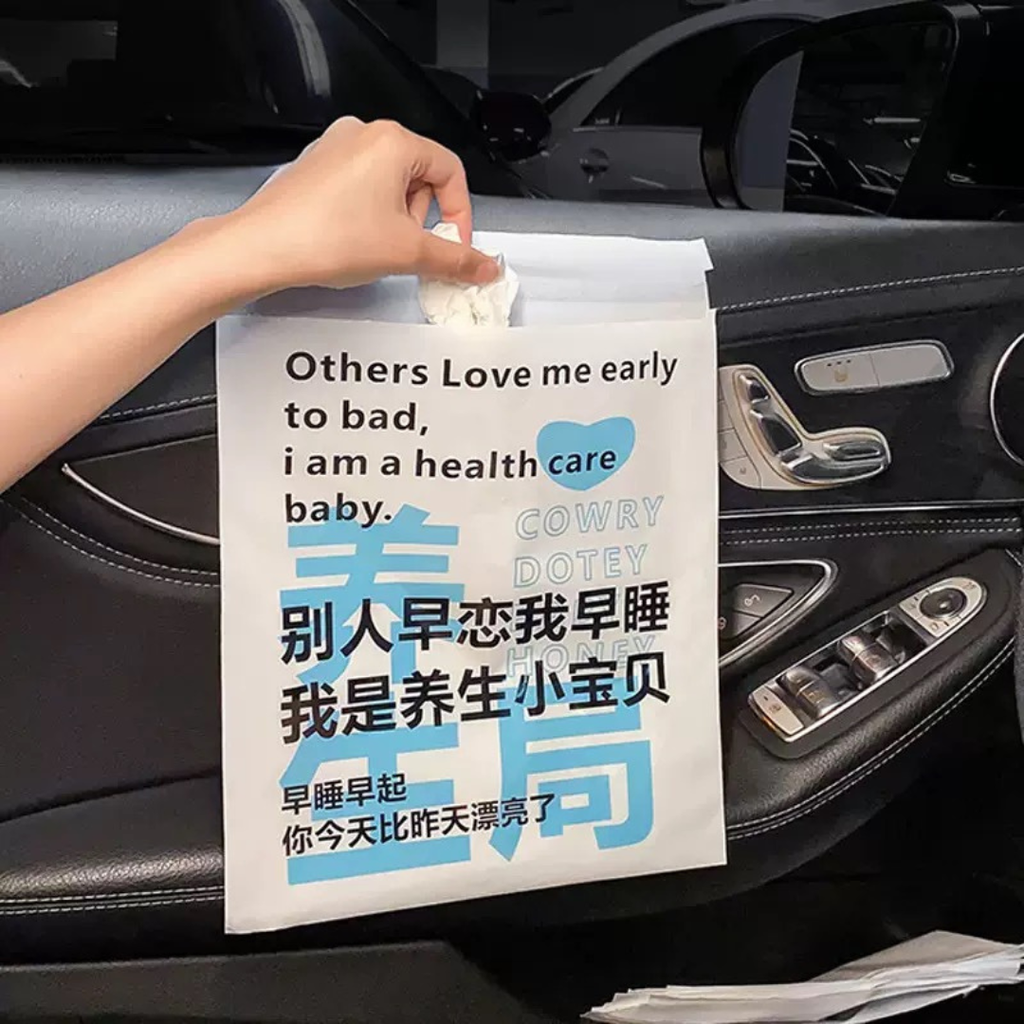 Others Love me early
to bad,
i am a health care
baby.
COWRY
DOTEY
HONEY
养生局
别人早恋我早睡
我是养生小宝贝
早睡早起
你今天比昨天漂亮了